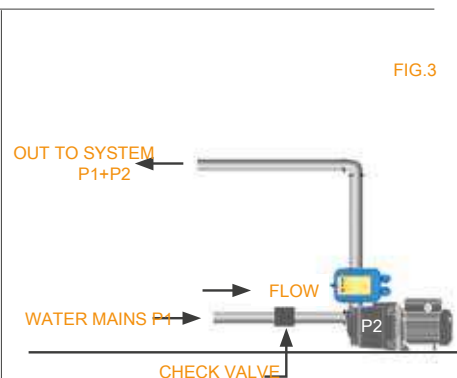 FIG.3
OUT TO SYSTEM
P1+P2
FLOW
WATER MAINS P1
P2
CHECK VALVE